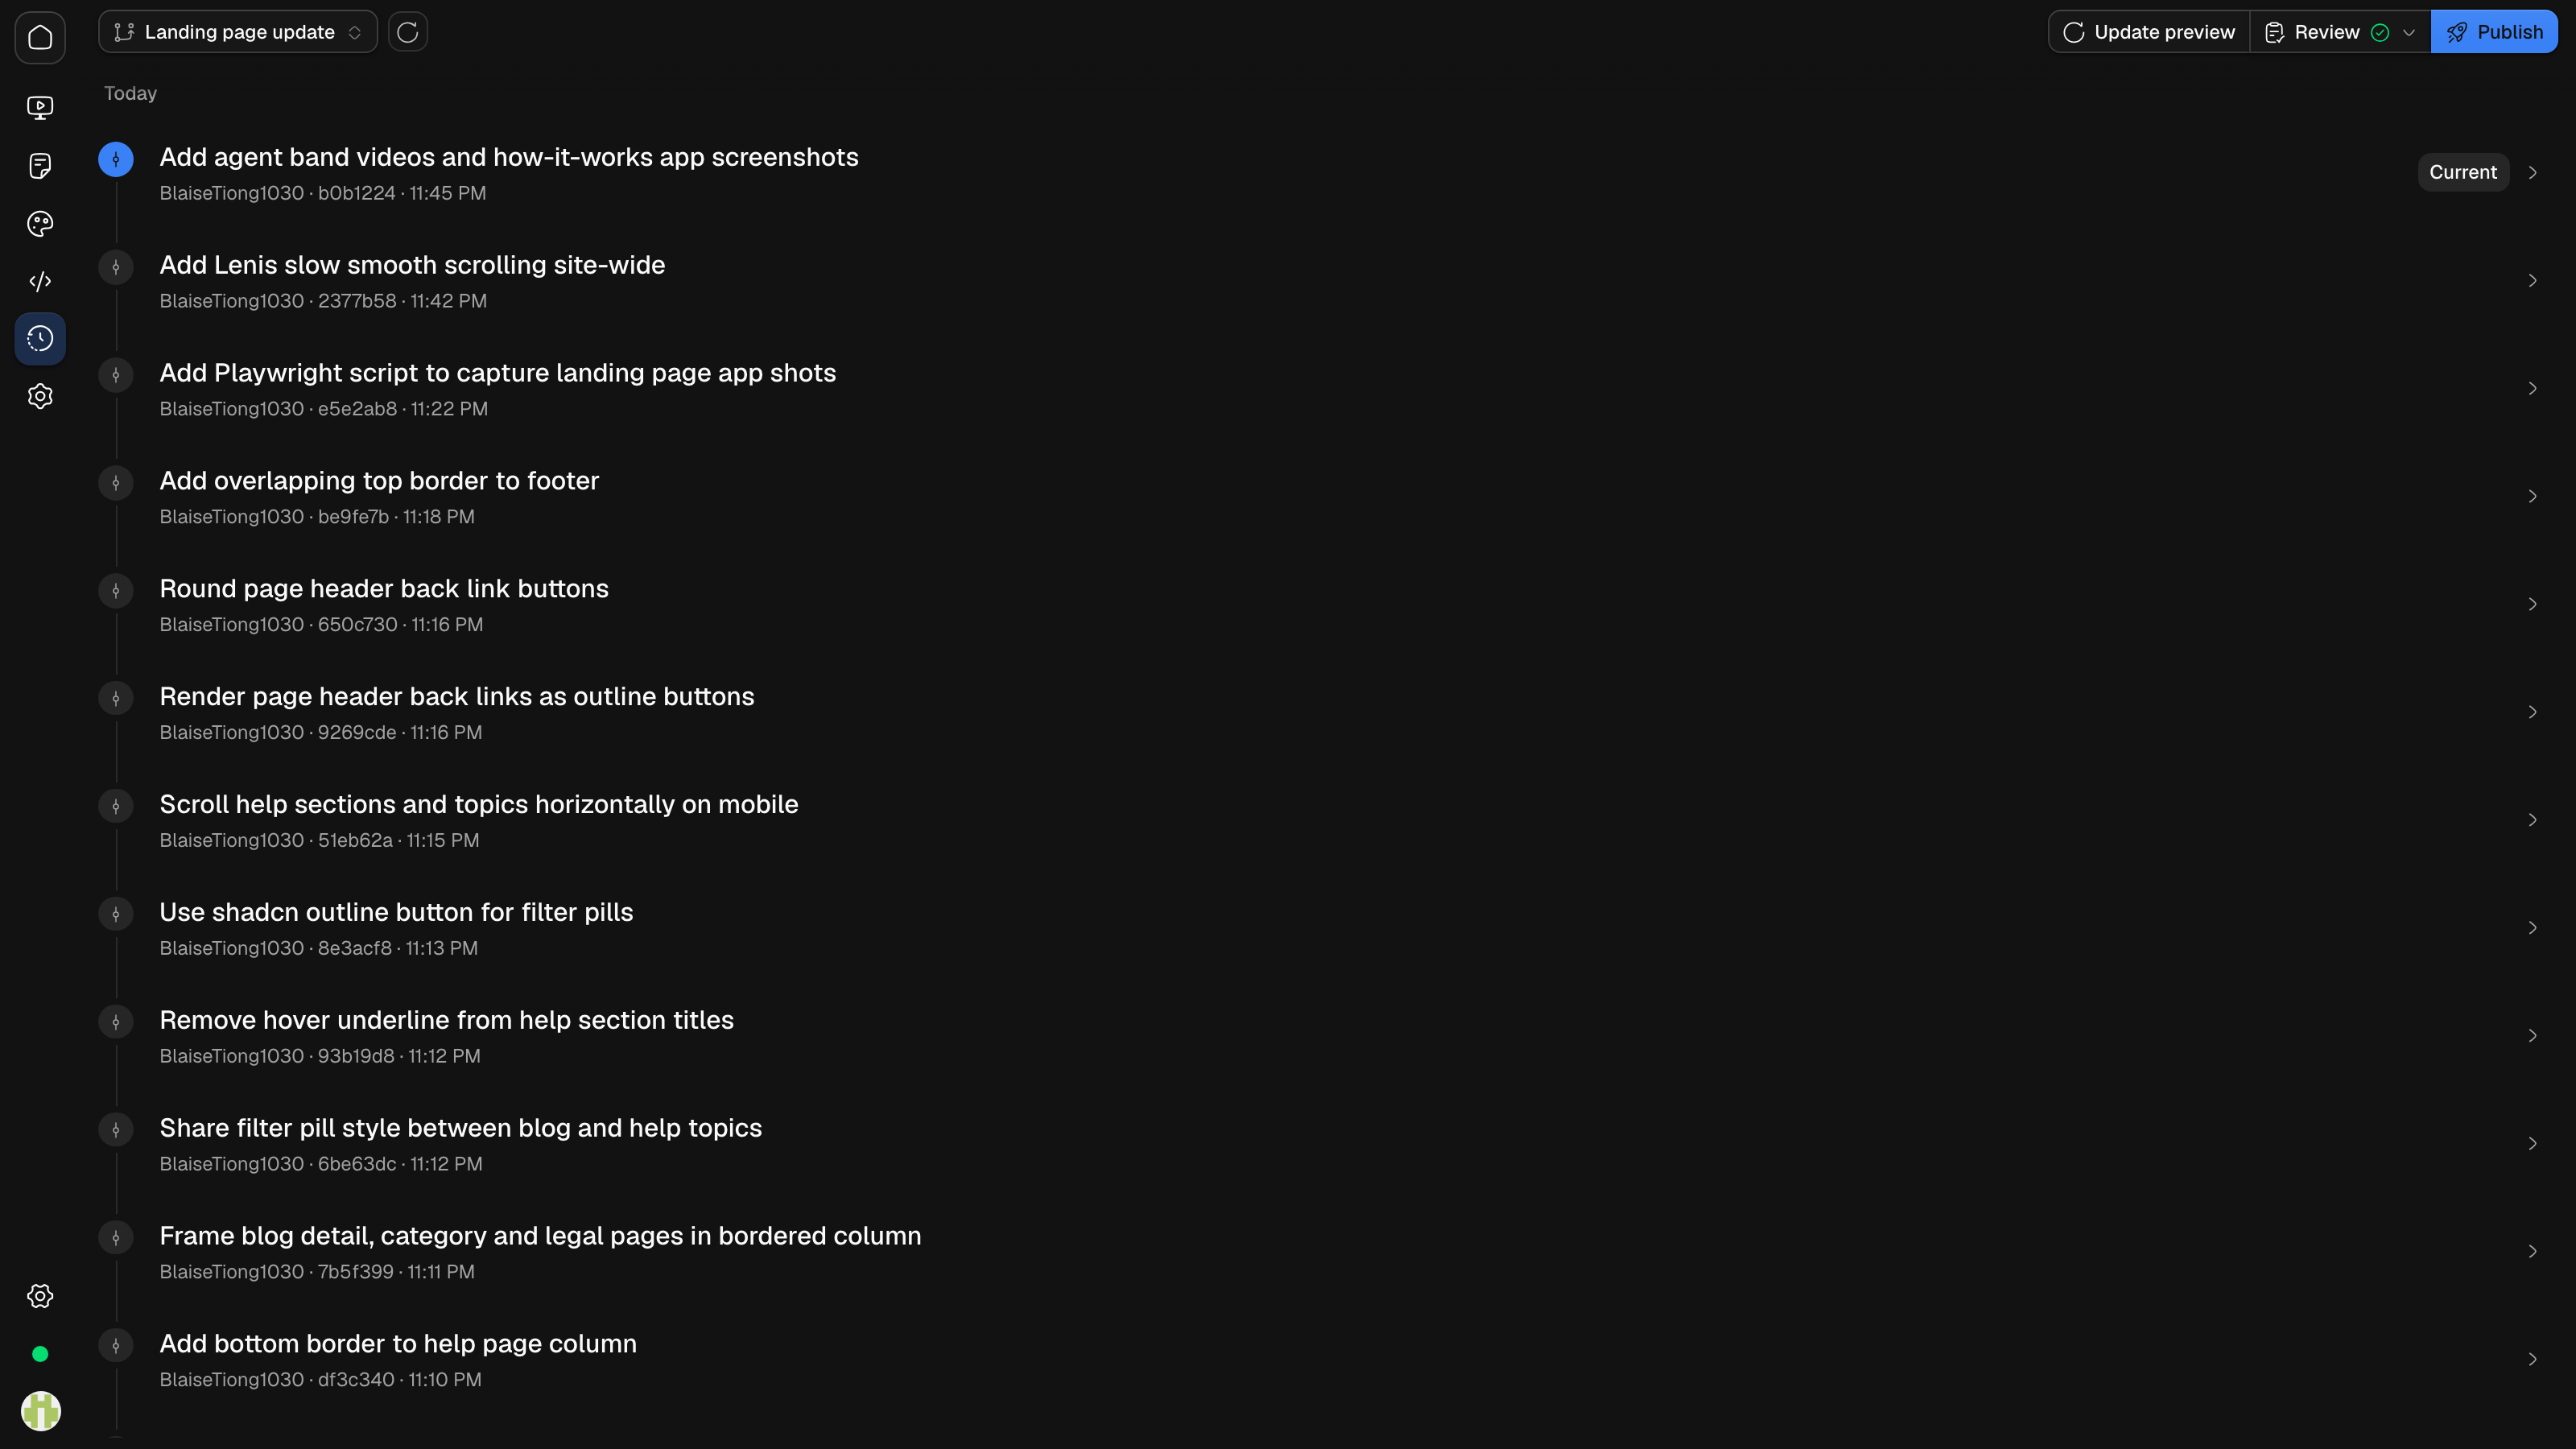 Landing page update
Update preview
Review
Publish
Today
Add agent band videos and how-it-works app screenshots
BlaiseTiong1030 · b0b1224 · 11:45 PM
Current
Add Lenis slow smooth scrolling site-wide
BlaiseTiong1030 · 2377b58 · 11:42 PM
Add Playwright script to capture landing page app shots
BlaiseTiong1030 · e5e2ab8 · 11:22 PM
Add overlapping top border to footer
BlaiseTiong1030 · be9fe7b · 11:18 PM
Round page header back link buttons
BlaiseTiong1030 · 650c730 · 11:16 PM
Render page header back links as outline buttons
BlaiseTiong1030 · 9269cde · 11:16 PM
Scroll help sections and topics horizontally on mobile
BlaiseTiong1030 · 51eb62a · 11:15 PM
Use shadcn outline button for filter pills
BlaiseTiong1030 · 8e3acf8 · 11:13 PM
Remove hover underline from help section titles
BlaiseTiong1030 · 93b19d8 · 11:12 PM
Share filter pill style between blog and help topics
BlaiseTiong1030 · 6be63dc · 11:12 PM
Frame blog detail, category and legal pages in bordered column
BlaiseTiong1030 · 7b5f399 · 11:11 PM
Add bottom border to help page column
BlaiseTiong1030 · df3c340 · 11:10 PM